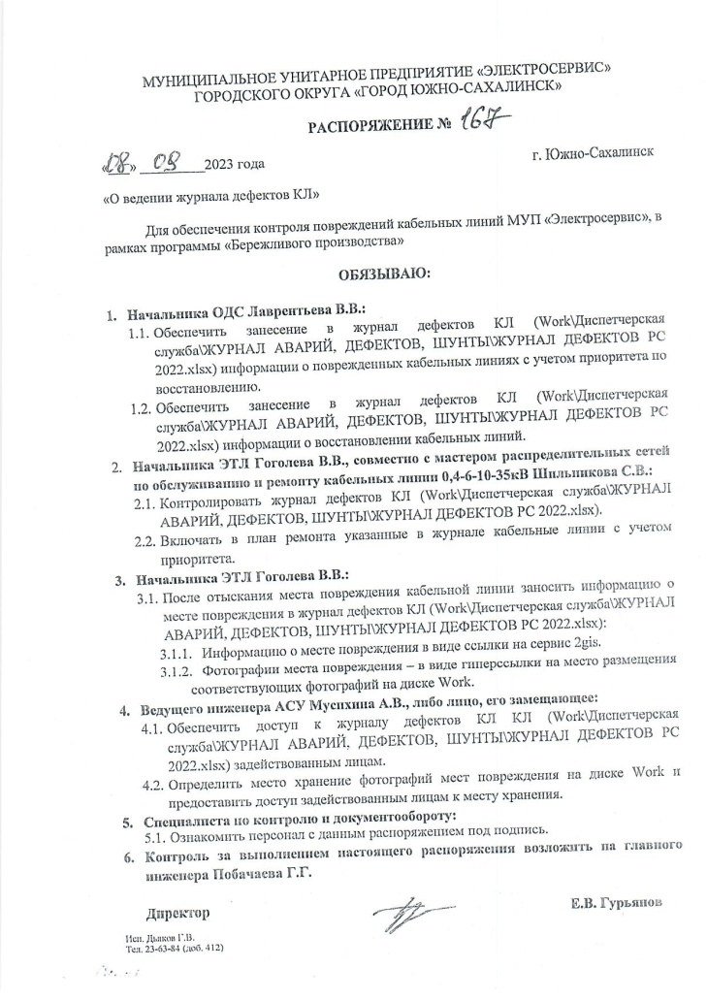 МУНИЦИПАЛЬНОЕ УНИТАРНОЕ ПРЕДПРИЯТИЕ «ЭЛЕКТРОСЕРВИС»
ГОРОДСКОГО ОКРУГА «ГОРОД ЮЖНО-САХАЛИНСК»
РАСПОРЯЖЕНИЕ № 167
«08» 09 2023 года
г. Южно-Сахалинск
«О ведении журнала дефектов КЛ»
Для обеспечения контроля повреждений кабельных линий МУП «Электросервис», в
рамках программы «Бережливого производства»
ОБЯЗЫВАЮ:
1. Начальника ОДС Лаврентьева В.В.:
1.1. Обеспечить занесение в журнал дефектов КЛ (Work\Диспетчерская
служба\ЖУРНАЛ АВАРИЙ, ДЕФЕКТОВ, ШУНТЫ\ЖУРНАЛ ДЕФЕКТОВ РС
2022.xlsx) информации о поврежденных кабельных линиях с учетом приоритета по
восстановлению.
1.2. Обеспечить занесение в журнал дефектов КЛ (Work\Диспетчерская
служба\ЖУРНАЛ АВАРИЙ, ДЕФЕКТОВ, ШУНТЫ\ЖУРНАЛ ДЕФЕКТОВ РС
2022.xlsx) информации о восстановлении кабельных линий.
2. Начальника ЭТЛ Гоголева В.В., совместно с мастером распределительных сетей
по обслуживанию и ремонту кабельных линии 0,4-6-10-35кВ Шильникова С.В.:
2.1. Контролировать журнал дефектов КЛ (Work\Диспетчерская служба\ЖУРНАЛ
АВАРИЙ, ДЕФЕКТОВ, ШУНТЫ\ЖУРНАЛ ДЕФЕКТОВ РС 2022.xlsx).
2.2. Включать в план ремонта указанные в журнале кабельные линии с учетом
приоритета.
3. Начальника ЭТЛ Гоголева В.В.:
3.1. После отыскания места повреждения кабельной линии заносить информацию о
месте повреждения в журнал дефектов КЛ (Work\Диспетчерская служба\ЖУРНАЛ
АВАРИЙ, ДЕФЕКТОВ, ШУНТЫ\ЖУРНАЛ ДЕФЕКТОВ РС 2022.xlsx):
3.1.1. Информацию о месте повреждения в виде ссылки на сервис 2gis.
3.1.2. Фотографии места повреждения – в виде гиперссылки на место размещения
соответствующих фотографий на диске Work.
4. Ведущего инженера АСУ Мусихина А.В., либо лицо, его замещающее:
4.1. Обеспечить доступ к журналу дефектов КЛ КЛ (Work\Диспетчерская
служба\ЖУРНАЛ АВАРИЙ, ДЕФЕКТОВ, ШУНТЫ\ЖУРНАЛ ДЕФЕКТОВ РС
2022.xlsx) задействованным лицам.
4.2. Определить место хранение фотографий мест повреждения на диске Work и
предоставить доступ задействованным лицам к месту хранения.
5. Специалиста по контролю и документообороту:
5.1. Ознакомить персонал с данным распоряжением под подпись.
6. Контроль за выполнением настоящего распоряжения возложить на главного
инженера Побачаева Г.Г.
Директор
Е.В. Гурьянов
Исп. Дьяков Г.В.
Тел. 23-63-84 (доб. 412)